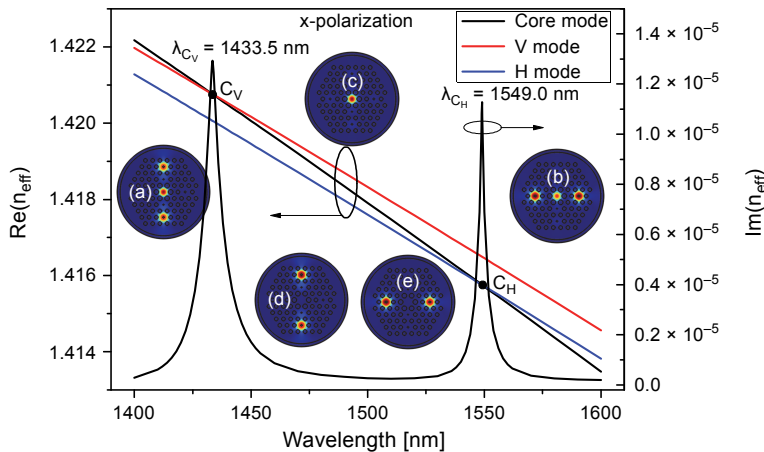 x-polarization
Core mode
V mode
H mode
λCV = 1433.5 nm
λCH = 1549.0 nm
CV
CH
(a)
(b)
(c)
(d)
(e)
Re(neff)
1.422
1.420
1.418
1.416
1.414
Im(neff)
1.4 × 10⁻⁵
1.2 × 10⁻⁵
1.1 × 10⁻⁵
0.8 × 10⁻⁵
0.6 × 10⁻⁵
0.4 × 10⁻⁵
0.2 × 10⁻⁵
0.0
1400
1450
1500
1550
1600
Wavelength [nm]